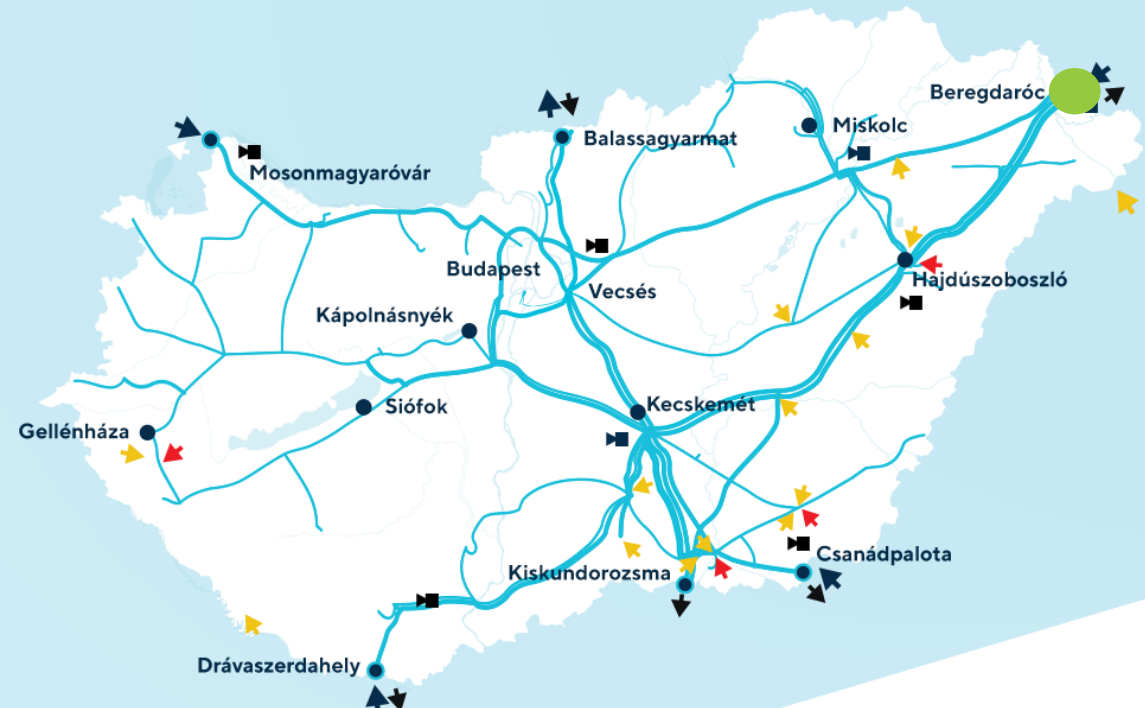 Beregdaróc
Miskolc
Balassagyarmat
Mosonmagyaróvár
Budapest
Hajdúszoboszló
Vecsés
Kápolnásnyék
Kecskemét
Siófok
Gellénháza
Csanádpalota
Kiskundorozsma
Drávaszerdahely